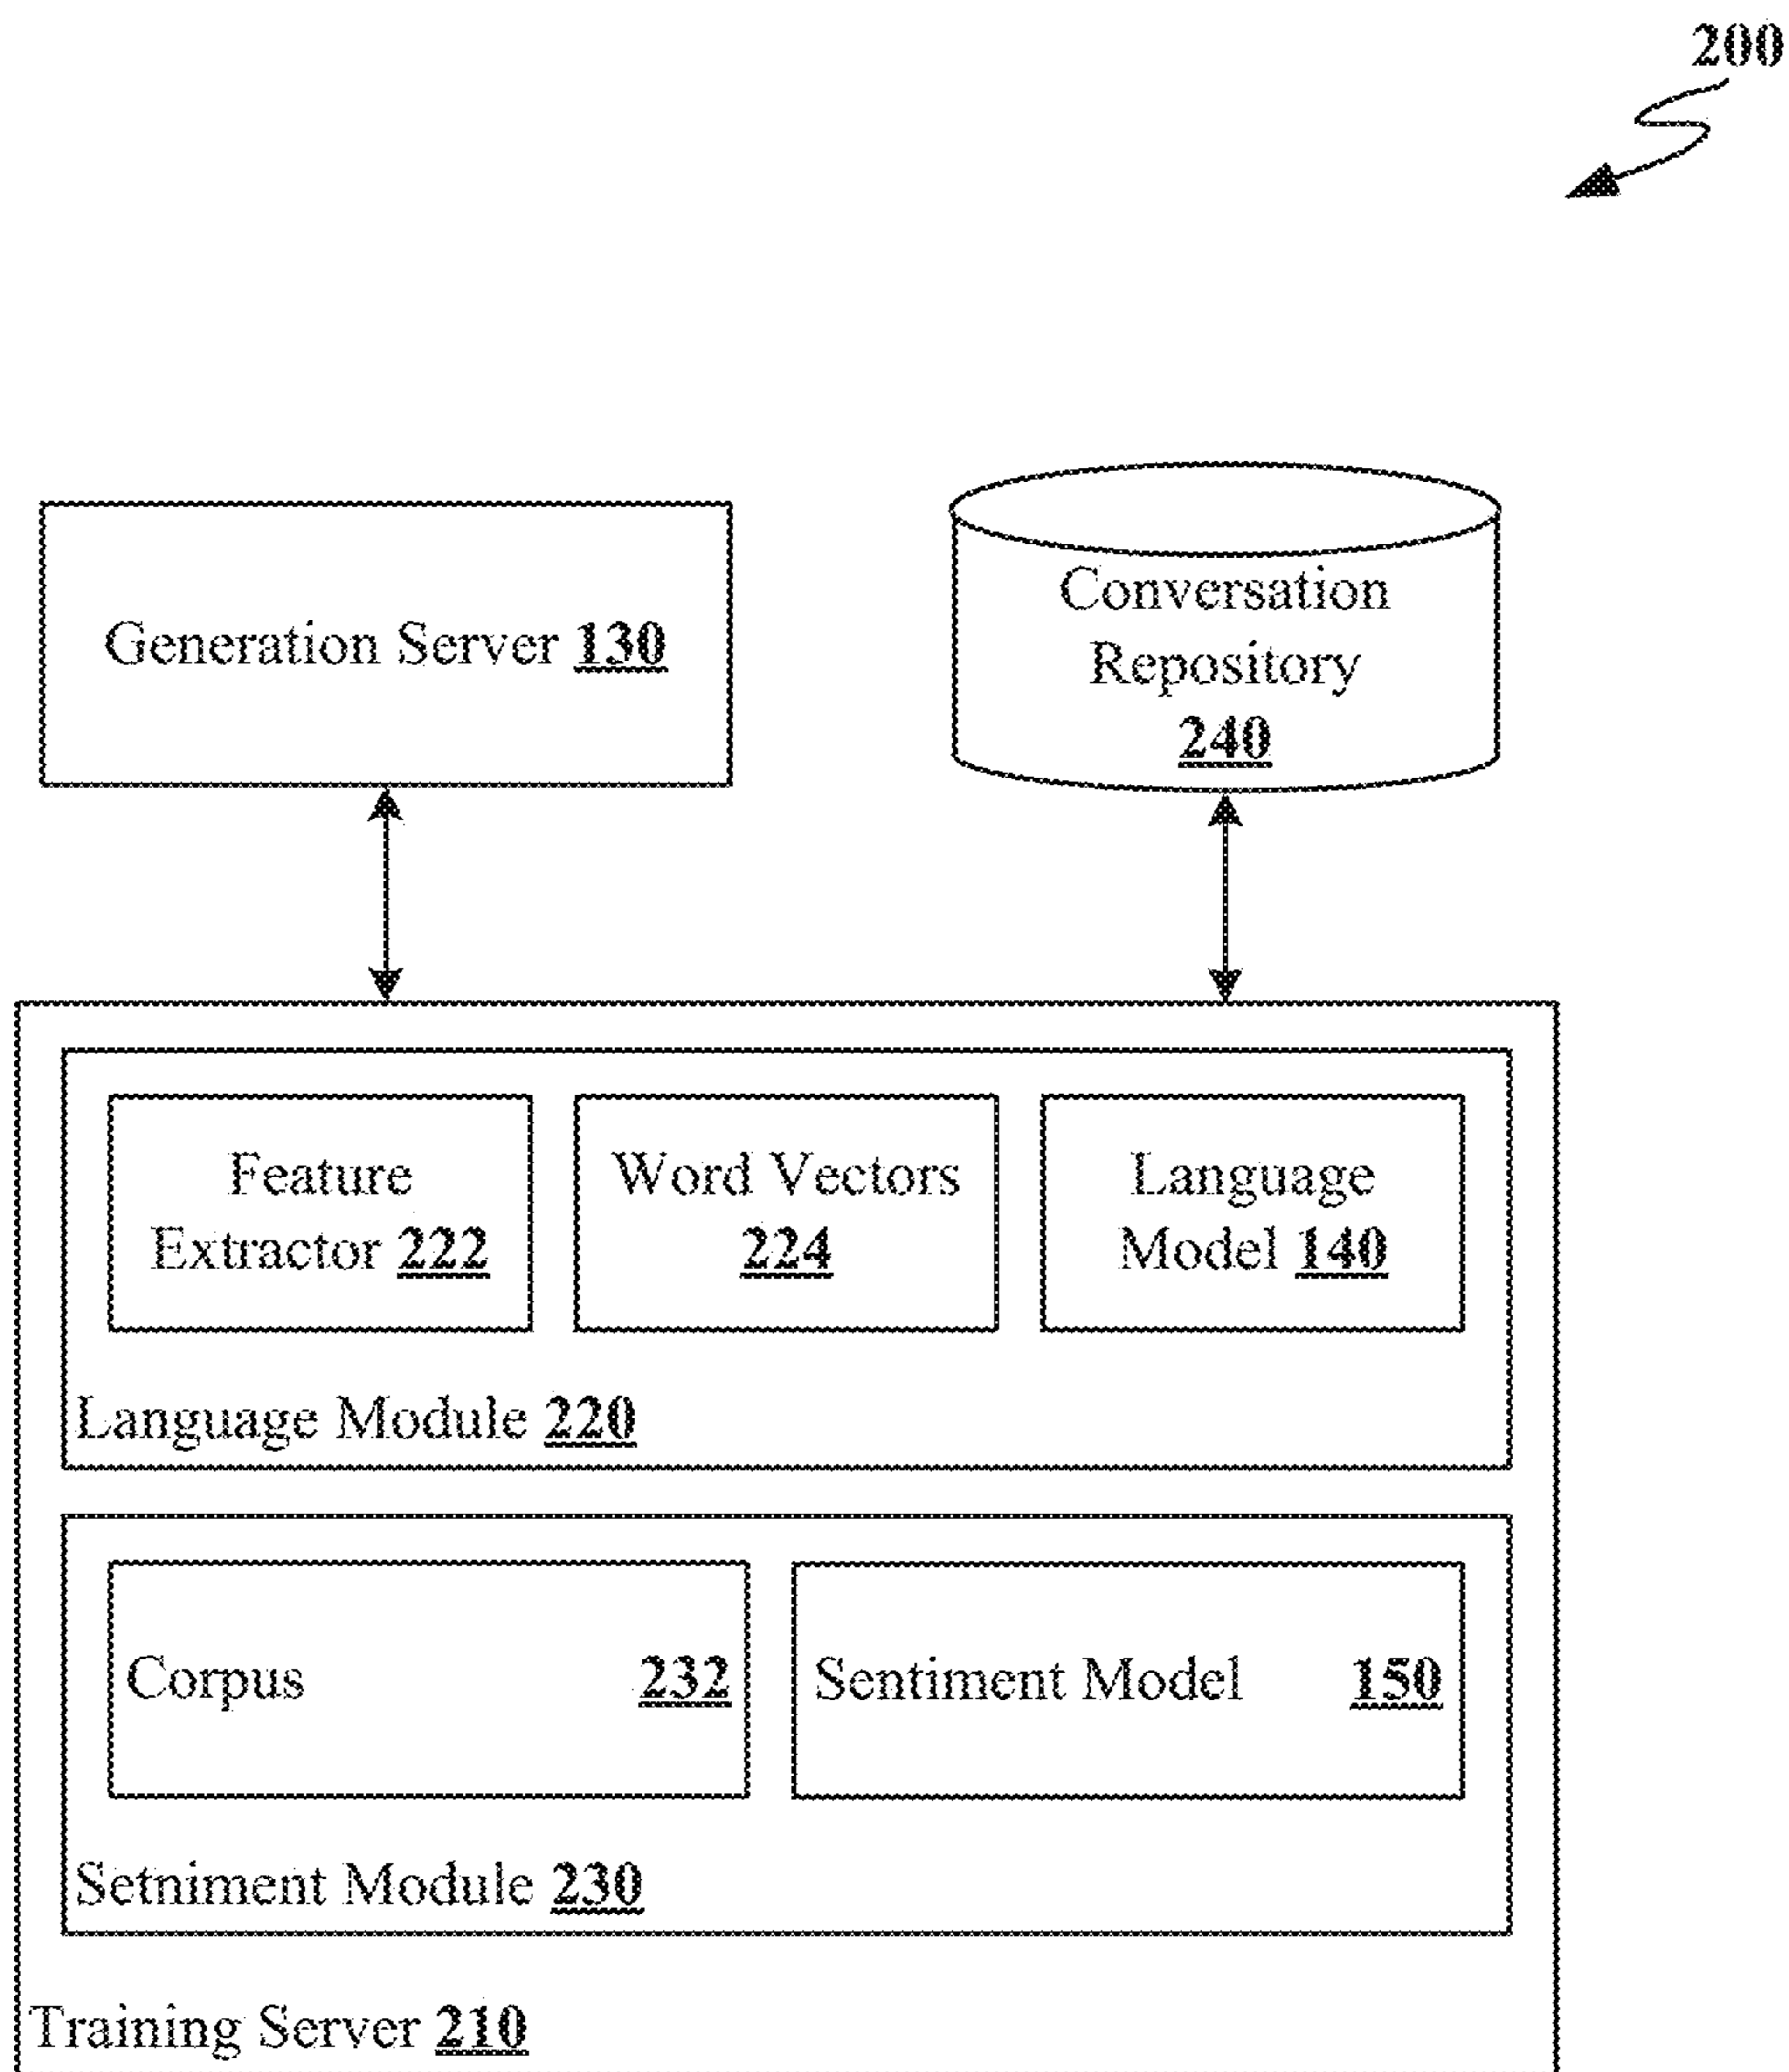 200
Generation Server 130
Conversation
Repository
240
Feature
Extractor 222
Word Vectors
224
Language
Model 140
Language Module 220
Corpus 232
Sentiment Model 150
Setniment Module 230
Training Server 210